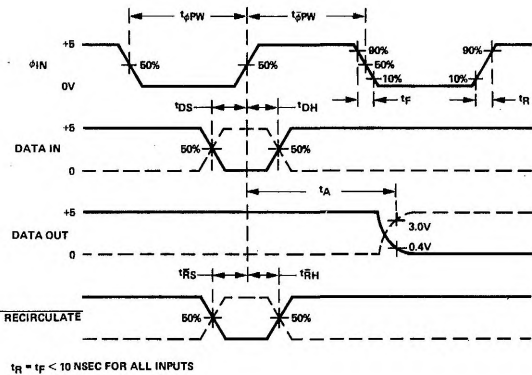 tϕPW tϕ̅PW
+5
ϕIN
0V
50% 50% 90% 50% 10% 10% 90%
tF tR
tDS tDH
+5
DATA IN
0
50% 50%
tA
+5
DATA OUT
0
3.0V
0.4V
tR̅S tR̅H
RECIRCULATE
50% 50%
tR = tF < 10 NSEC FOR ALL INPUTS